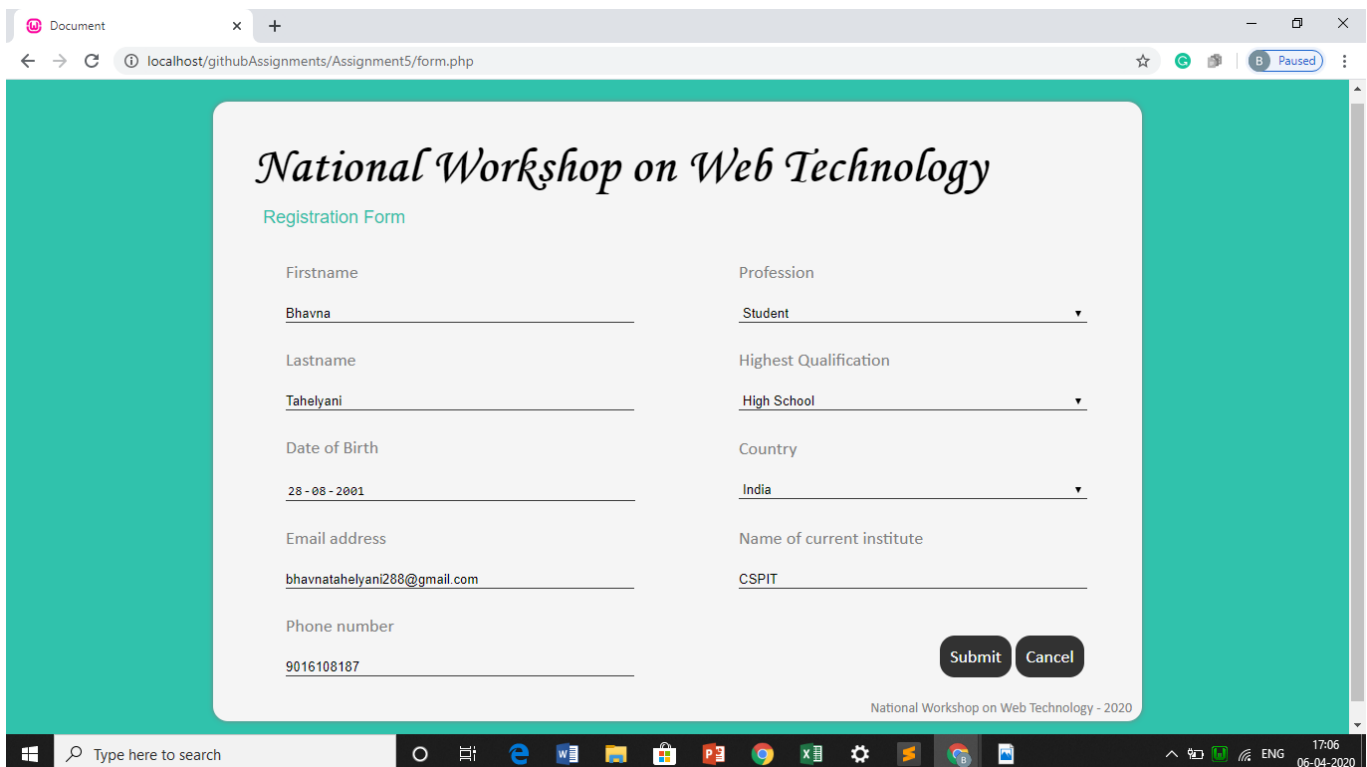 Document
localhost/githubAssignments/Assignment5/form.php
B Paused
National Workshop on Web Technology
Registration Form
Firstname
Bhavna
Lastname
Tahelyani
Date of Birth
28-08-2001
Email address
bhavnatahelyani288@gmail.com
Phone number
9016108187
Profession
Student
Highest Qualification
High School
Country
India
Name of current institute
CSPIT
Submit Cancel
National Workshop on Web Technology - 2020
Type here to search
ENG
17:06
06-04-2020